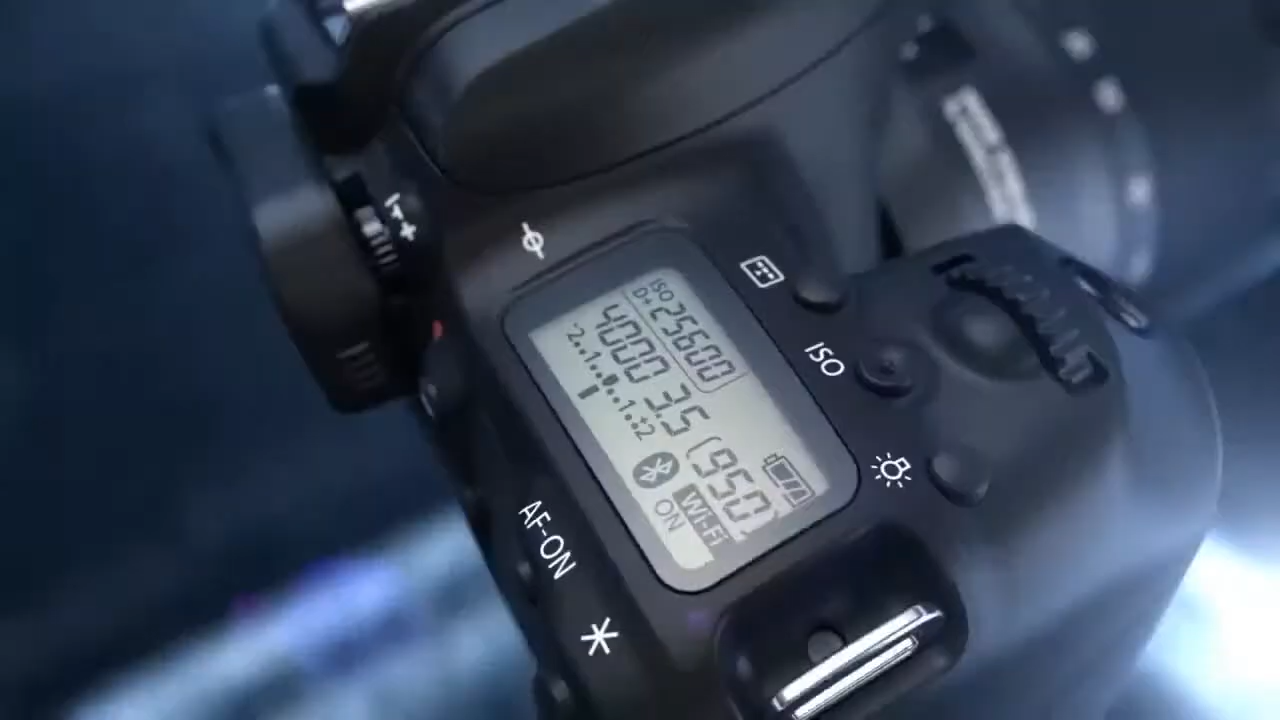 ISO
D+ 25600
4000 3.5 (950)
-2..1..0..1..+2
ON Wi-Fi
ISO
AF-ON